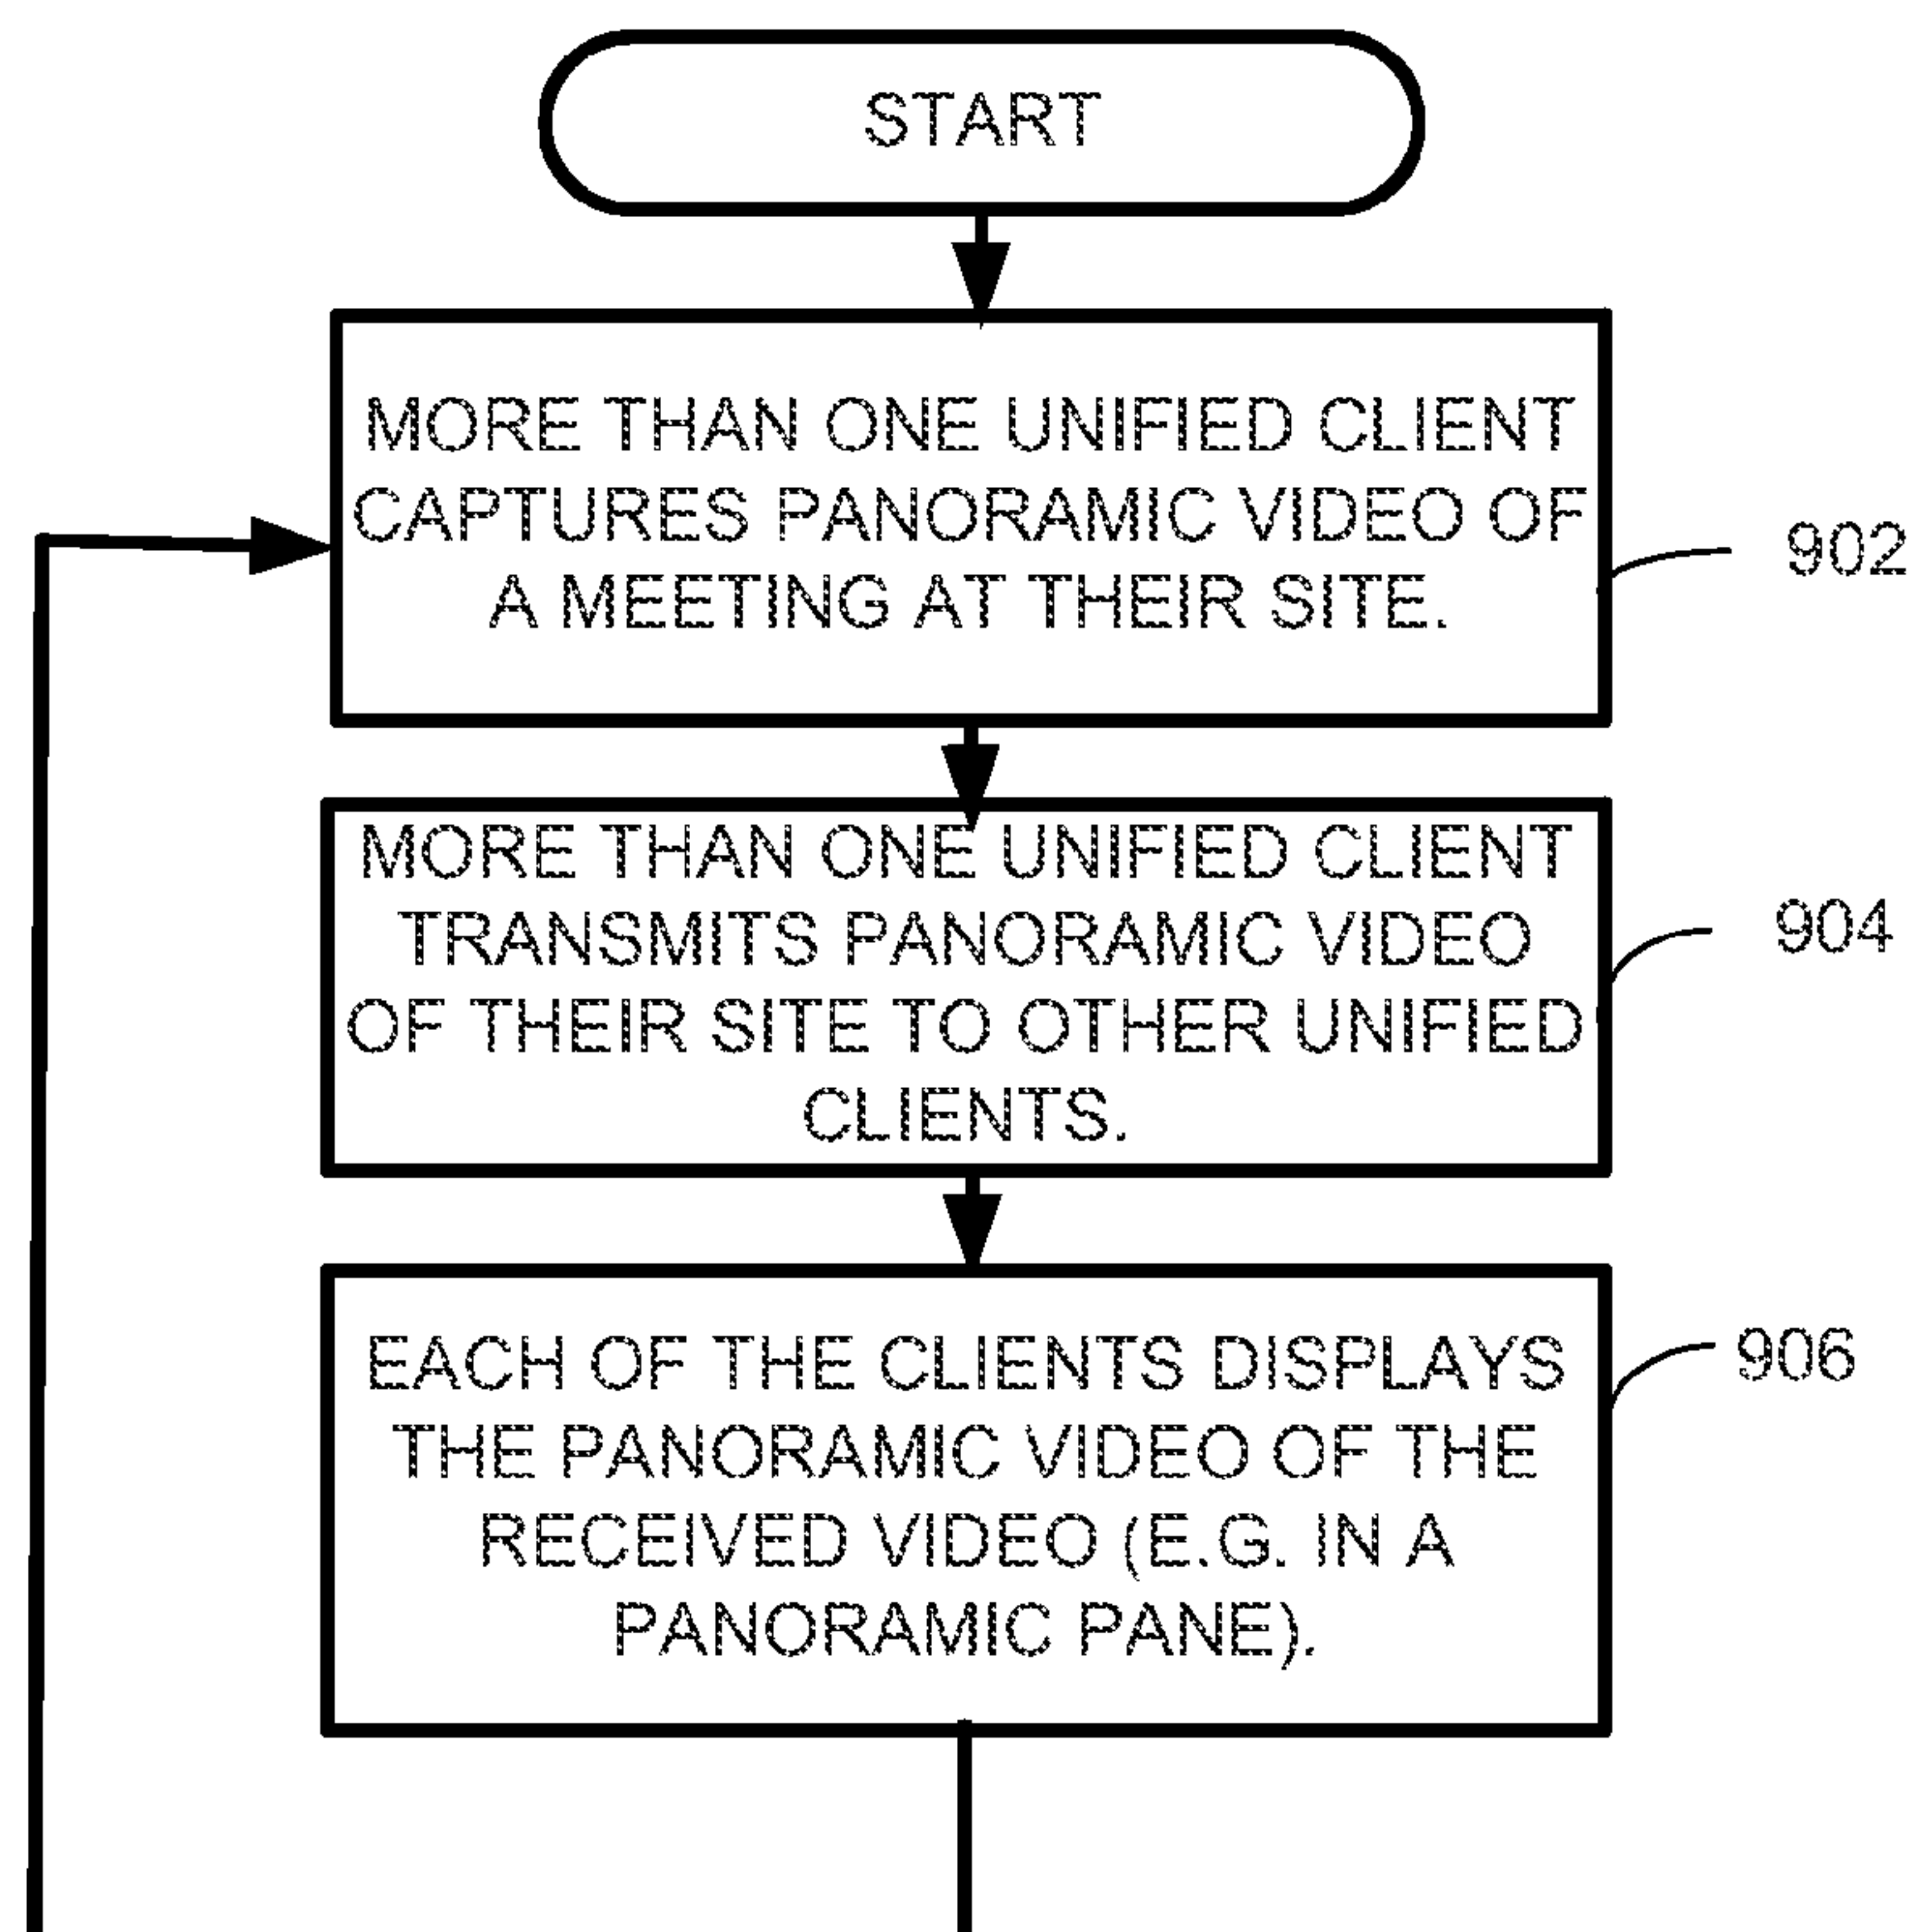 START
MORE THAN ONE UNIFIED CLIENT
CAPTURES PANORAMIC VIDEO OF
A MEETING AT THEIR SITE.
902
MORE THAN ONE UNIFIED CLIENT
TRANSMITS PANORAMIC VIDEO
OF THEIR SITE TO OTHER UNIFIED
CLIENTS.
904
EACH OF THE CLIENTS DISPLAYS
THE PANORAMIC VIDEO OF THE
RECEIVED VIDEO (E.G. IN A
PANORAMIC PANE).
906